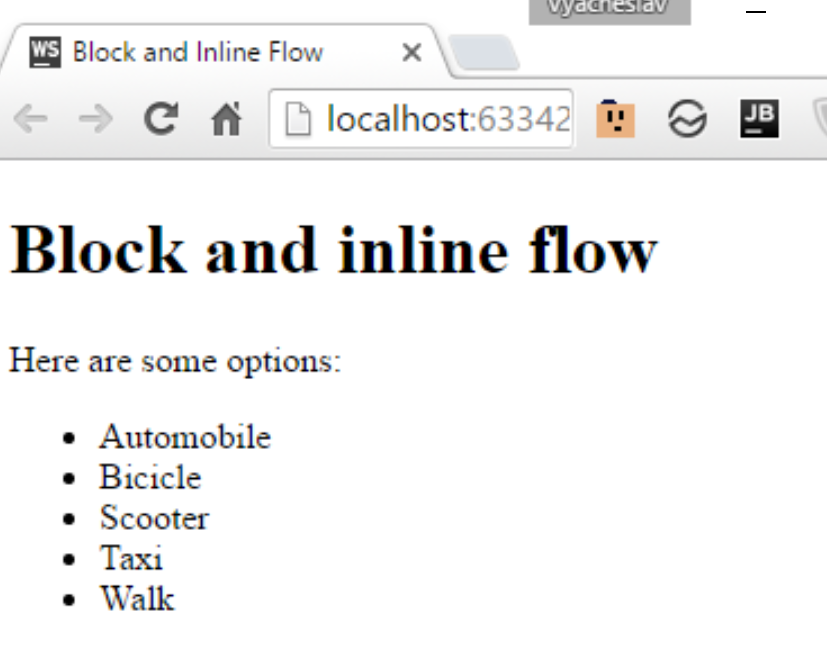 Vyacheslav
WS Block and Inline Flow
localhost:63342
JB
Block and inline flow
Here are some options:
Automobile
Bicicle
Scooter
Taxi
Walk